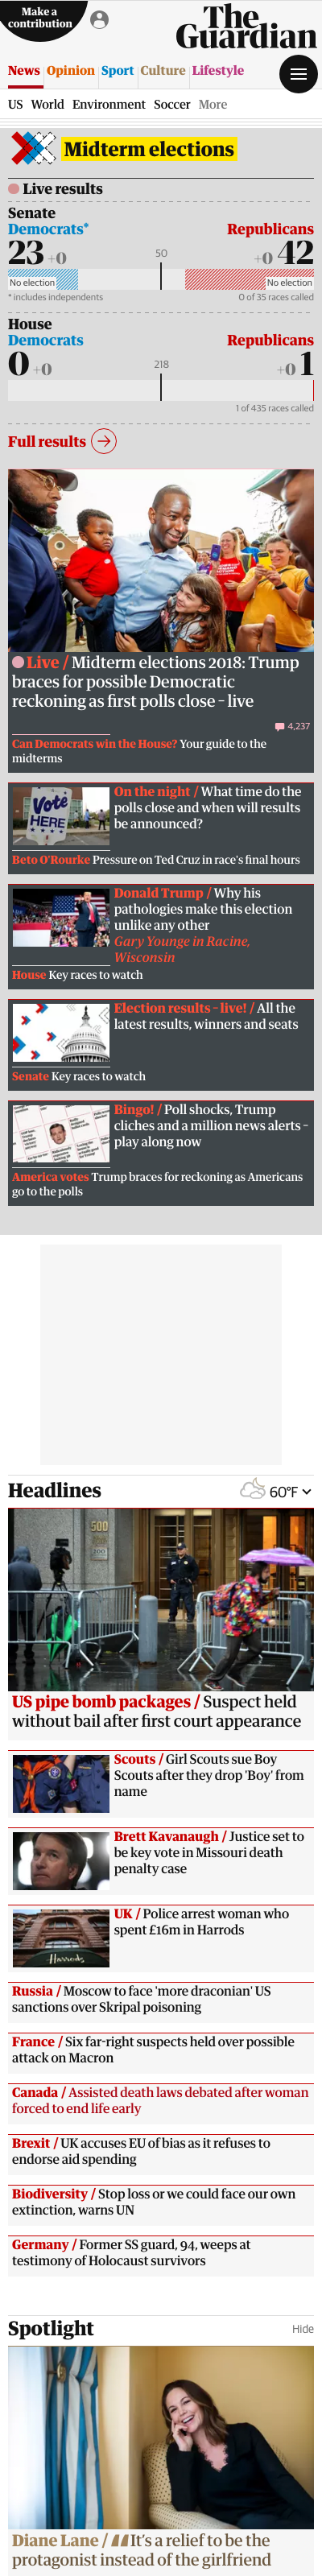 Make a
contribution
The
Guardian
News Opinion Sport Culture Lifestyle
US World Environment Soccer More
Midterm elections
Live results
Senate
Democrats* Republicans
23 +0 50 +0 42
No election No election
* includes independents 0 of 35 races called
House
Democrats Republicans
0 +0 218 +0 1
1 of 435 races called
Full results
Live / Midterm elections 2018: Trump
braces for possible Democratic
reckoning as first polls close – live
4,237
Can Democrats win the House? Your guide to the
midterms
VOTE
HERE
On the night / What time do the
polls close and when will results
be announced?
Beto O'Rourke Pressure on Ted Cruz in race's final hours
Donald Trump / Why his
pathologies make this election
unlike any other
Gary Younge in Racine,
Wisconsin
House Key races to watch
Election results – live! / All the
latest results, winners and seats
Senate Key races to watch
Bingo! / Poll shocks, Trump
cliches and a million news alerts –
play along now
America votes Trump braces for reckoning as Americans
go to the polls
Headlines 60°F
500
US pipe bomb packages / Suspect held
without bail after first court appearance
Scouts / Girl Scouts sue Boy
Scouts after they drop 'Boy' from
name
Brett Kavanaugh / Justice set to
be key vote in Missouri death
penalty case
Harrods
UK / Police arrest woman who
spent £16m in Harrods
Russia / Moscow to face 'more draconian' US
sanctions over Skripal poisoning
France / Six far-right suspects held over possible
attack on Macron
Canada / Assisted death laws debated after woman
forced to end life early
Brexit / UK accuses EU of bias as it refuses to
endorse aid spending
Biodiversity / Stop loss or we could face our own
extinction, warns UN
Germany / Former SS guard, 94, weeps at
testimony of Holocaust survivors
Spotlight Hide
Diane Lane / “It's a relief to be the
protagonist instead of the girlfriend